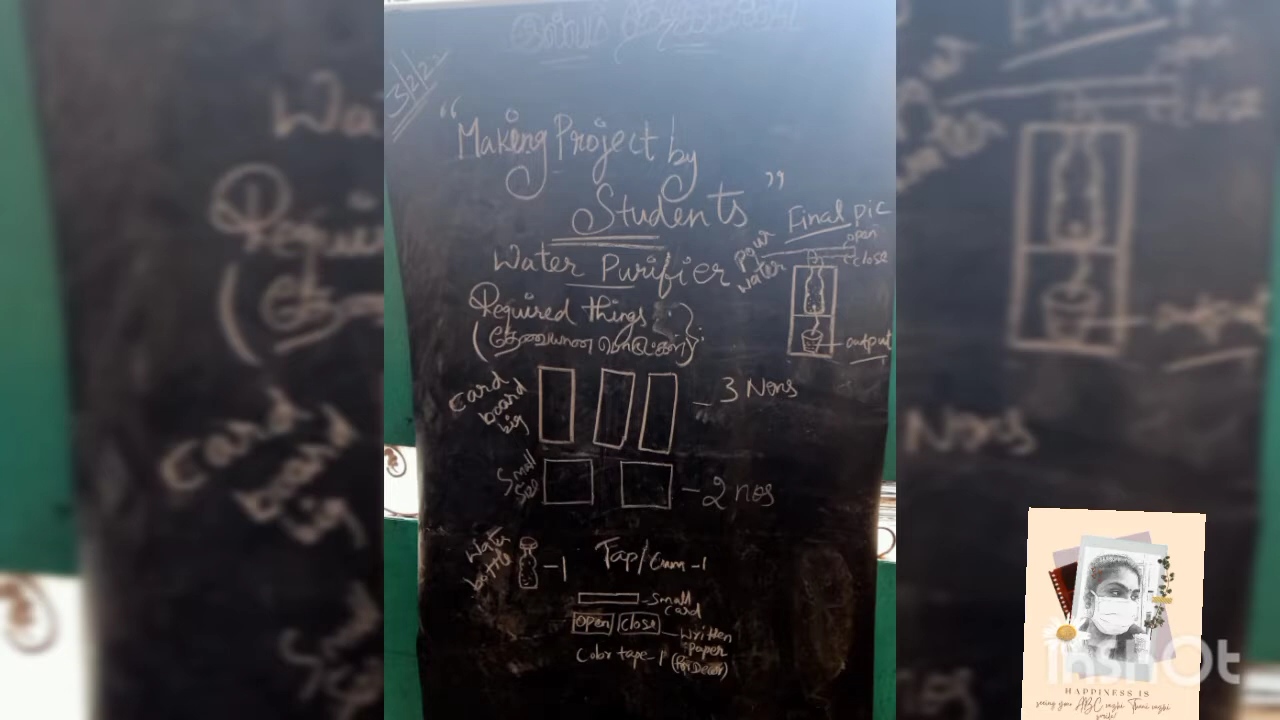 3/2/22
"Making Project by
Students"
Water Purifier
Required things
(தேவையான பொருட்கள்)
Final Pic
open
close
pour
water
output
Card
board
big
3 Nons
Small
Size
2 nos
Water
bottle
-1
Tap/Gum-1
Small
card
open close
Written
paper
Color tape-1
InShOt
HAPPINESS IS